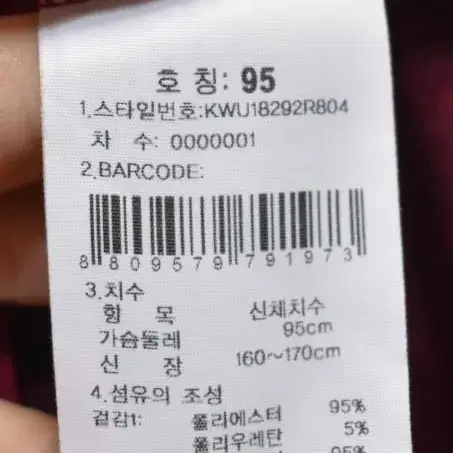 호 칭: 95
1.스타일번호:KWU18292R804
차 수: 0000001
2.BARCODE:
8 809579 791973
3.치수
항 목 신체치수
가슴둘레 95cm
신 장 160~170cm
4.섬유의 조성
겉감1: 폴리에스터 95%
폴리우레탄 5%
95%